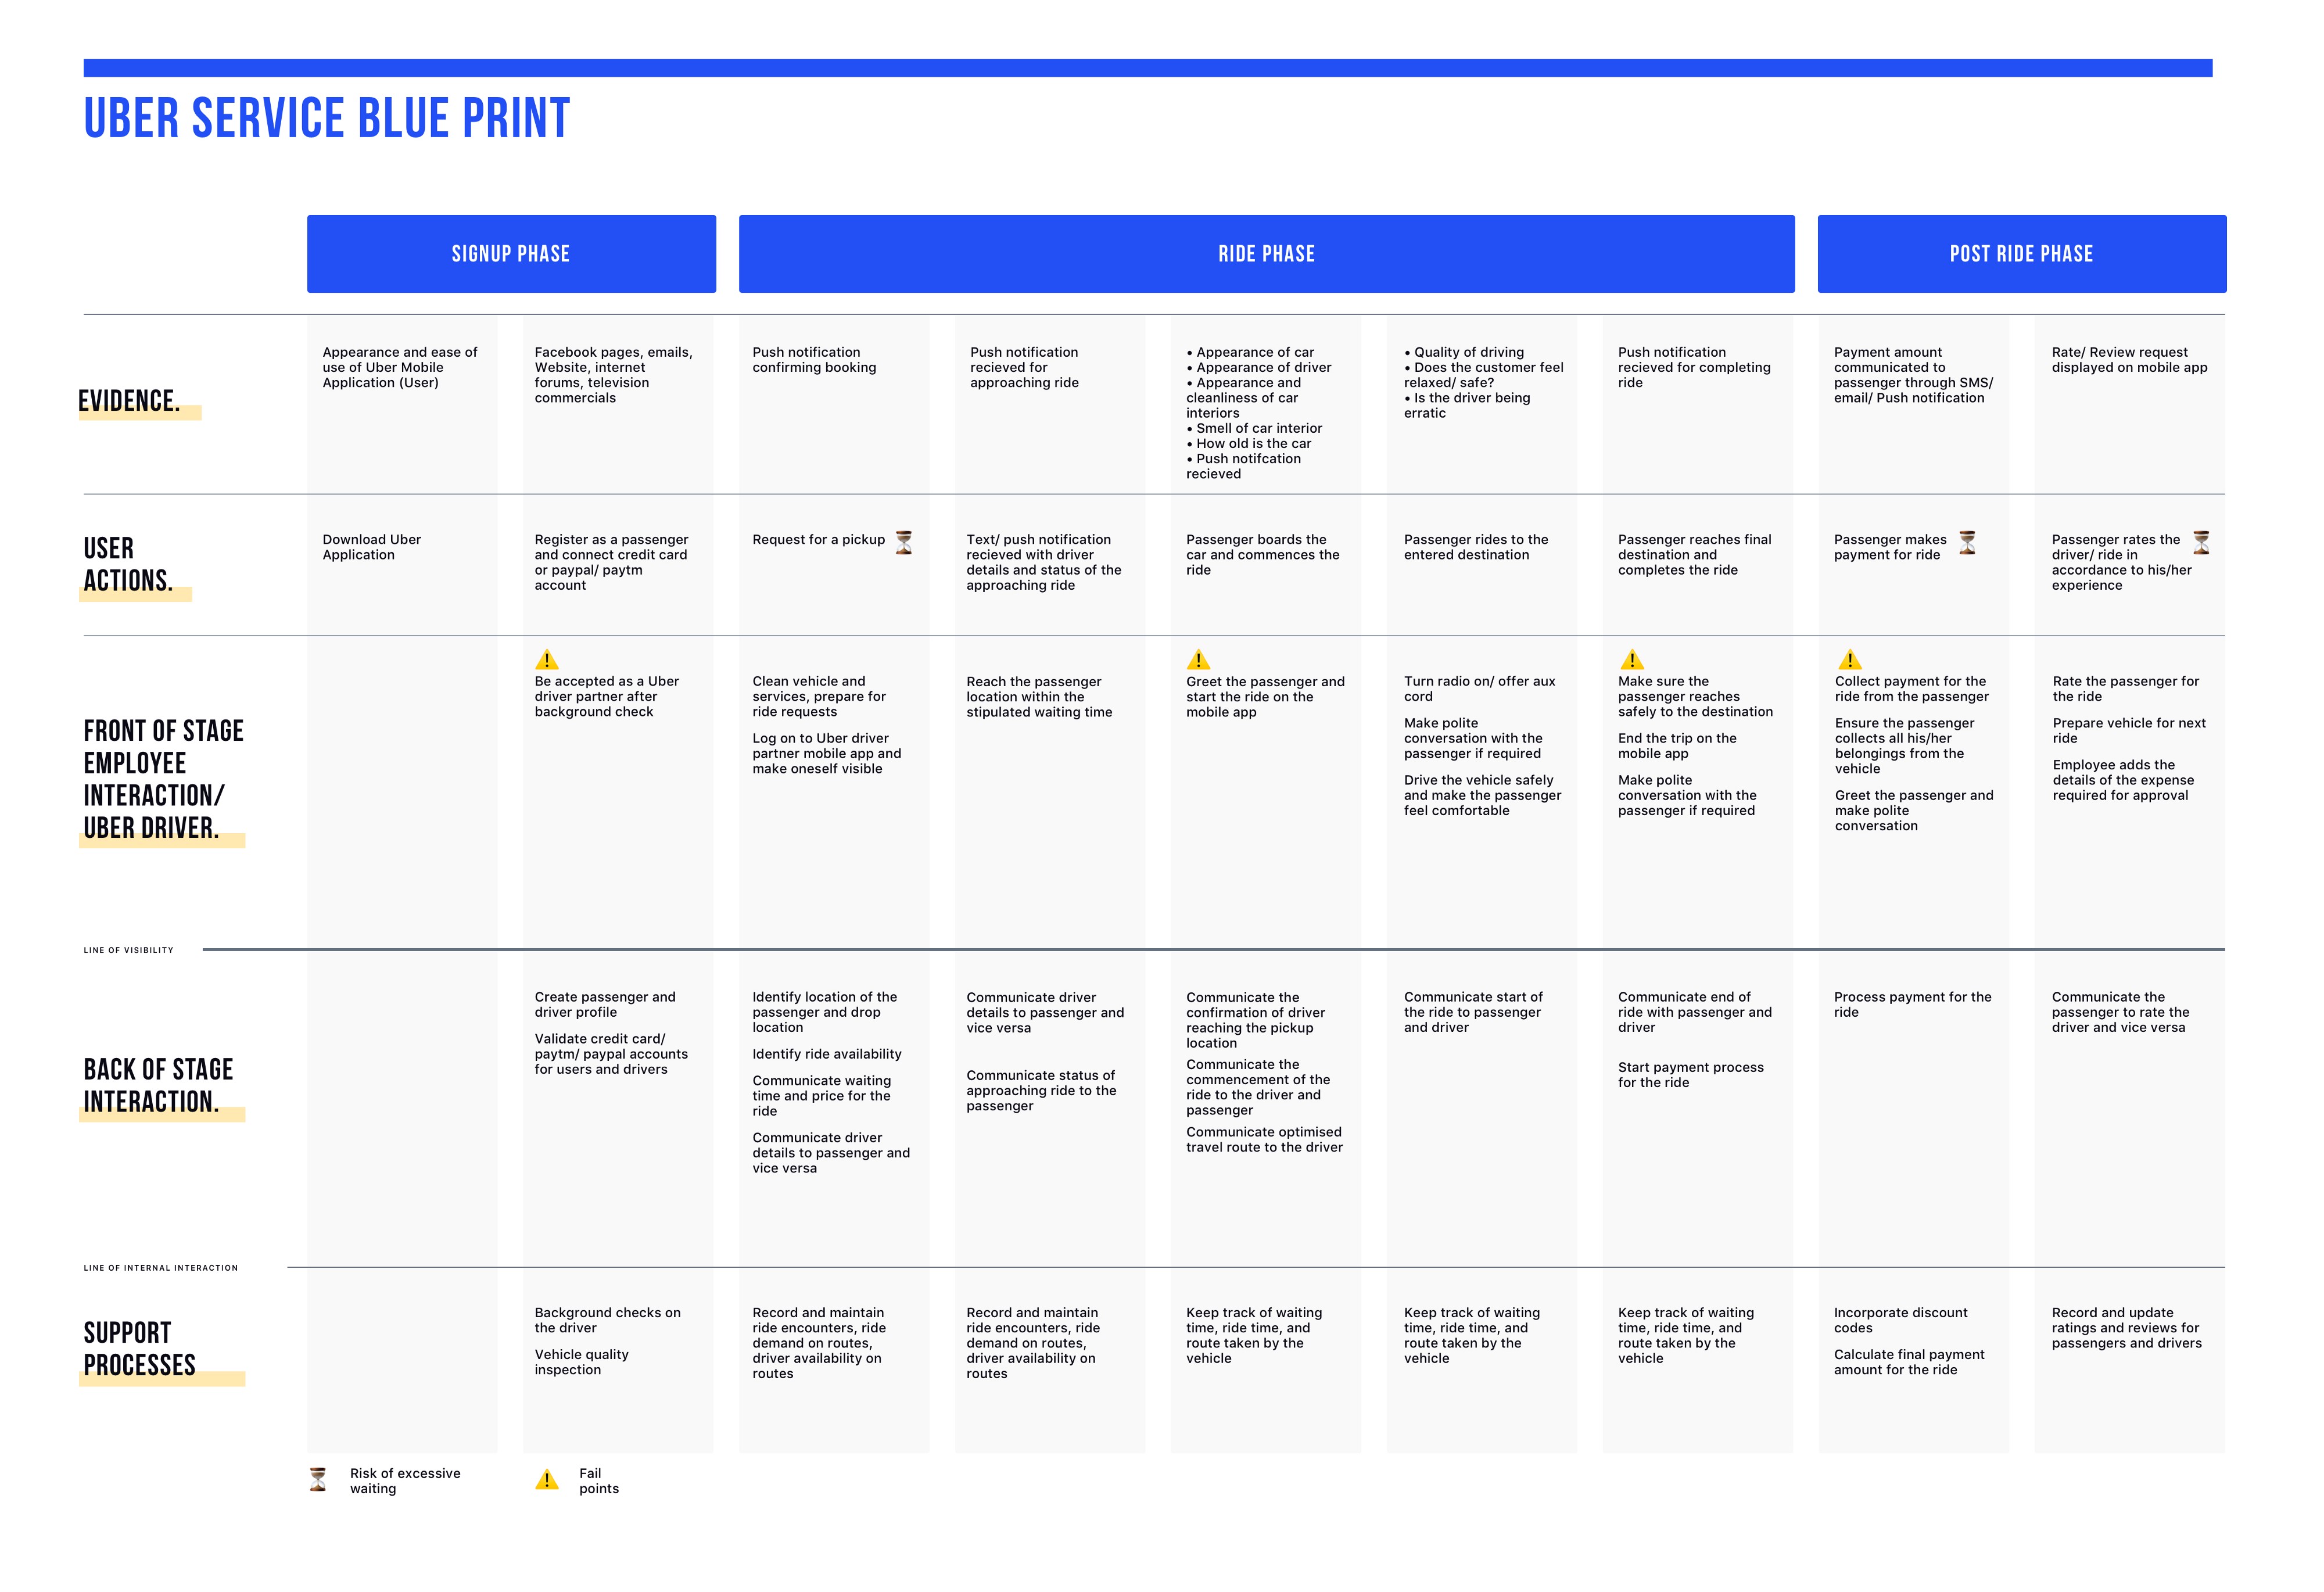 UBER SERVICE BLUE PRINT
SIGNUP PHASE
RIDE PHASE
POST RIDE PHASE
EVIDENCE.
Appearance and ease of
use of Uber Mobile
Application (User)
Facebook pages, emails,
Website, internet
forums, television
commercials
Push notification
confirming booking
Push notification
recieved for
approaching ride
• Appearance of car
• Appearance of driver
• Appearance and
cleanliness of car
interiors
• Smell of car interior
• How old is the car
• Push notifcation
recieved
• Quality of driving
• Does the customer feel
relaxed/ safe?
• Is the driver being
erratic
Push notification
recieved for completing
ride
Payment amount
communicated to
passenger through SMS/
email/ Push notification
Rate/ Review request
displayed on mobile app
USER
ACTIONS.
Download Uber
Application
Register as a passenger
and connect credit card
or paypal/ paytm
account
Request for a pickup
Text/ push notification
recieved with driver
details and status of the
approaching ride
Passenger boards the
car and commences the
ride
Passenger rides to the
entered destination
Passenger reaches final
destination and
completes the ride
Passenger makes
payment for ride
Passenger rates the
driver/ ride in
accordance to his/her
experience
FRONT OF STAGE
EMPLOYEE
INTERACTION/
UBER DRIVER.
Be accepted as a Uber
driver partner after
background check
Clean vehicle and
services, prepare for
ride requests
Log on to Uber driver
partner mobile app and
make oneself visible
Reach the passenger
location within the
stipulated waiting time
Greet the passenger and
start the ride on the
mobile app
Turn radio on/ offer aux
cord
Make polite
conversation with the
passenger if required
Drive the vehicle safely
and make the passenger
feel comfortable
Make sure the
passenger reaches
safely to the destination
End the trip on the
mobile app
Make polite
conversation with the
passenger if required
Collect payment for the
ride from the passenger
Ensure the passenger
collects all his/her
belongings from the
vehicle
Greet the passenger and
make polite
conversation
Rate the passenger for
the ride
Prepare vehicle for next
ride
Employee adds the
details of the expense
required for approval
LINE OF VISIBILITY
BACK OF STAGE
INTERACTION.
Create passenger and
driver profile
Validate credit card/
paytm/ paypal accounts
for users and drivers
Identify location of the
passenger and drop
location
Identify ride availability
Communicate waiting
time and price for the
ride
Communicate driver
details to passenger and
vice versa
Communicate driver
details to passenger and
vice versa
Communicate status of
approaching ride to the
passenger
Communicate the
confirmation of driver
reaching the pickup
location
Communicate the
commencement of the
ride to the driver and
passenger
Communicate optimised
travel route to the driver
Communicate start of
the ride to passenger
and driver
Communicate end of
ride with passenger and
driver
Start payment process
for the ride
Process payment for the
ride
Communicate the
passenger to rate the
driver and vice versa
LINE OF INTERNAL INTERACTION
SUPPORT
PROCESSES
Background checks on
the driver
Vehicle quality
inspection
Record and maintain
ride encounters, ride
demand on routes,
driver availability on
routes
Record and maintain
ride encounters, ride
demand on routes,
driver availability on
routes
Keep track of waiting
time, ride time, and
route taken by the
vehicle
Keep track of waiting
time, ride time, and
route taken by the
vehicle
Keep track of waiting
time, ride time, and
route taken by the
vehicle
Incorporate discount
codes
Calculate final payment
amount for the ride
Record and update
ratings and reviews for
passengers and drivers
Risk of excessive
waiting
Fail
points